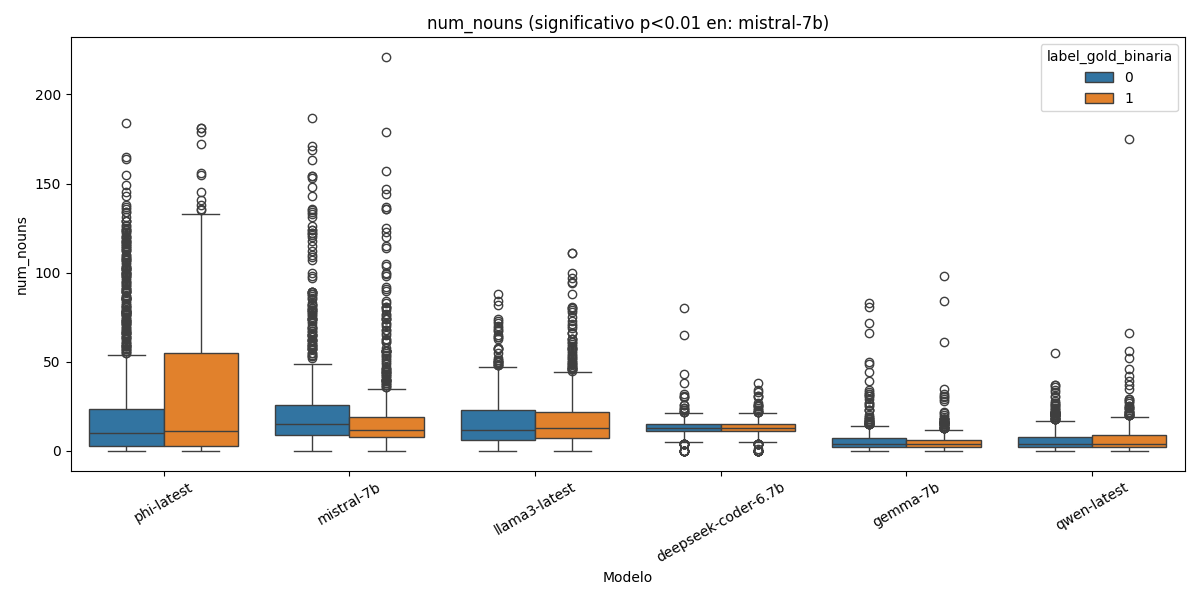 num_nouns (significativo p<0.01 en: mistral-7b)
label_gold_binaria
0
1
num_nouns
200
150
100
50
0
phi-latest
mistral-7b
llama3-latest
deepseek-coder-6.7b
gemma-7b
qwen-latest
Modelo